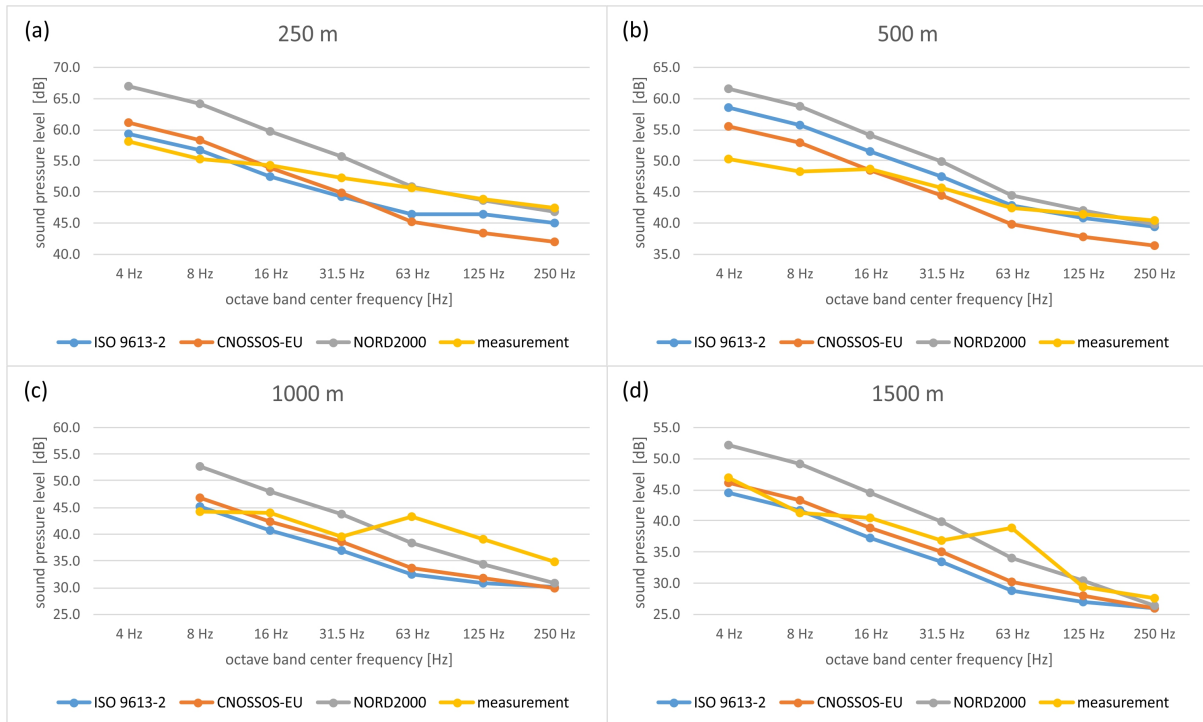 (a)
250 m
sound pressure level [dB]
70.0
65.0
60.0
55.0
50.0
45.0
40.0
4 Hz 8 Hz 16 Hz 31.5 Hz 63 Hz 125 Hz 250 Hz
octave band center frequency [Hz]
ISO 9613-2 CNOSSOS-EU NORD2000 measurement
(b)
500 m
sound pressure level [dB]
65.0
60.0
55.0
50.0
45.0
40.0
35.0
4 Hz 8 Hz 16 Hz 31.5 Hz 63 Hz 125 Hz 250 Hz
octave band center frequency [Hz]
ISO 9613-2 CNOSSOS-EU NORD2000 measurement
(c)
1000 m
sound pressure level [dB]
60.0
55.0
50.0
45.0
40.0
35.0
30.0
25.0
4 Hz 8 Hz 16 Hz 31.5 Hz 63 Hz 125 Hz 250 Hz
octave band center frequency [Hz]
ISO 9613-2 CNOSSOS-EU NORD2000 measurement
(d)
1500 m
sound pressure level [dB]
55.0
50.0
45.0
40.0
35.0
30.0
25.0
4 Hz 8 Hz 16 Hz 31.5 Hz 63 Hz 125 Hz 250 Hz
octave band center frequency [Hz]
ISO 9613-2 CNOSSOS-EU NORD2000 measurement